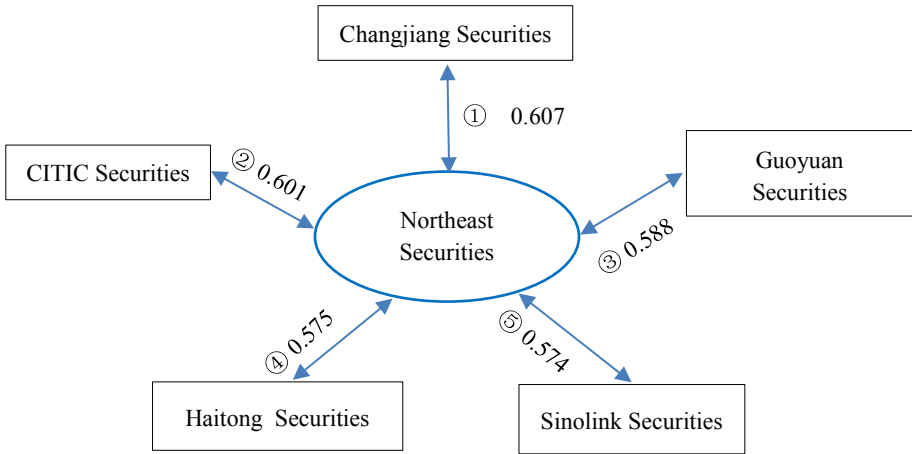 Changjiang Securities
① 0.607
CITIC Securities
② 0.601
Guoyuan
Securities
③ 0.588
Northeast
Securities
④ 0.575
⑤ 0.574
Haitong Securities
Sinolink Securities